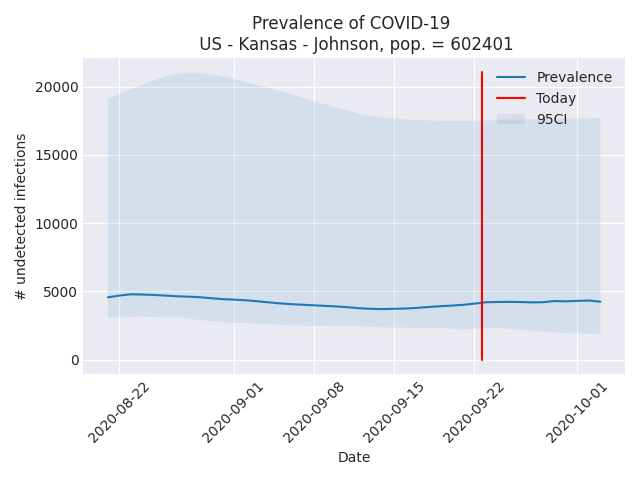 Prevalence of COVID-19
US - Kansas - Johnson, pop. = 602401
# undetected infections
20000
15000
10000
5000
0
Prevalence
Today
95CI
2020-08-22
2020-09-01
2020-09-08
2020-09-15
2020-09-22
2020-10-01
Date